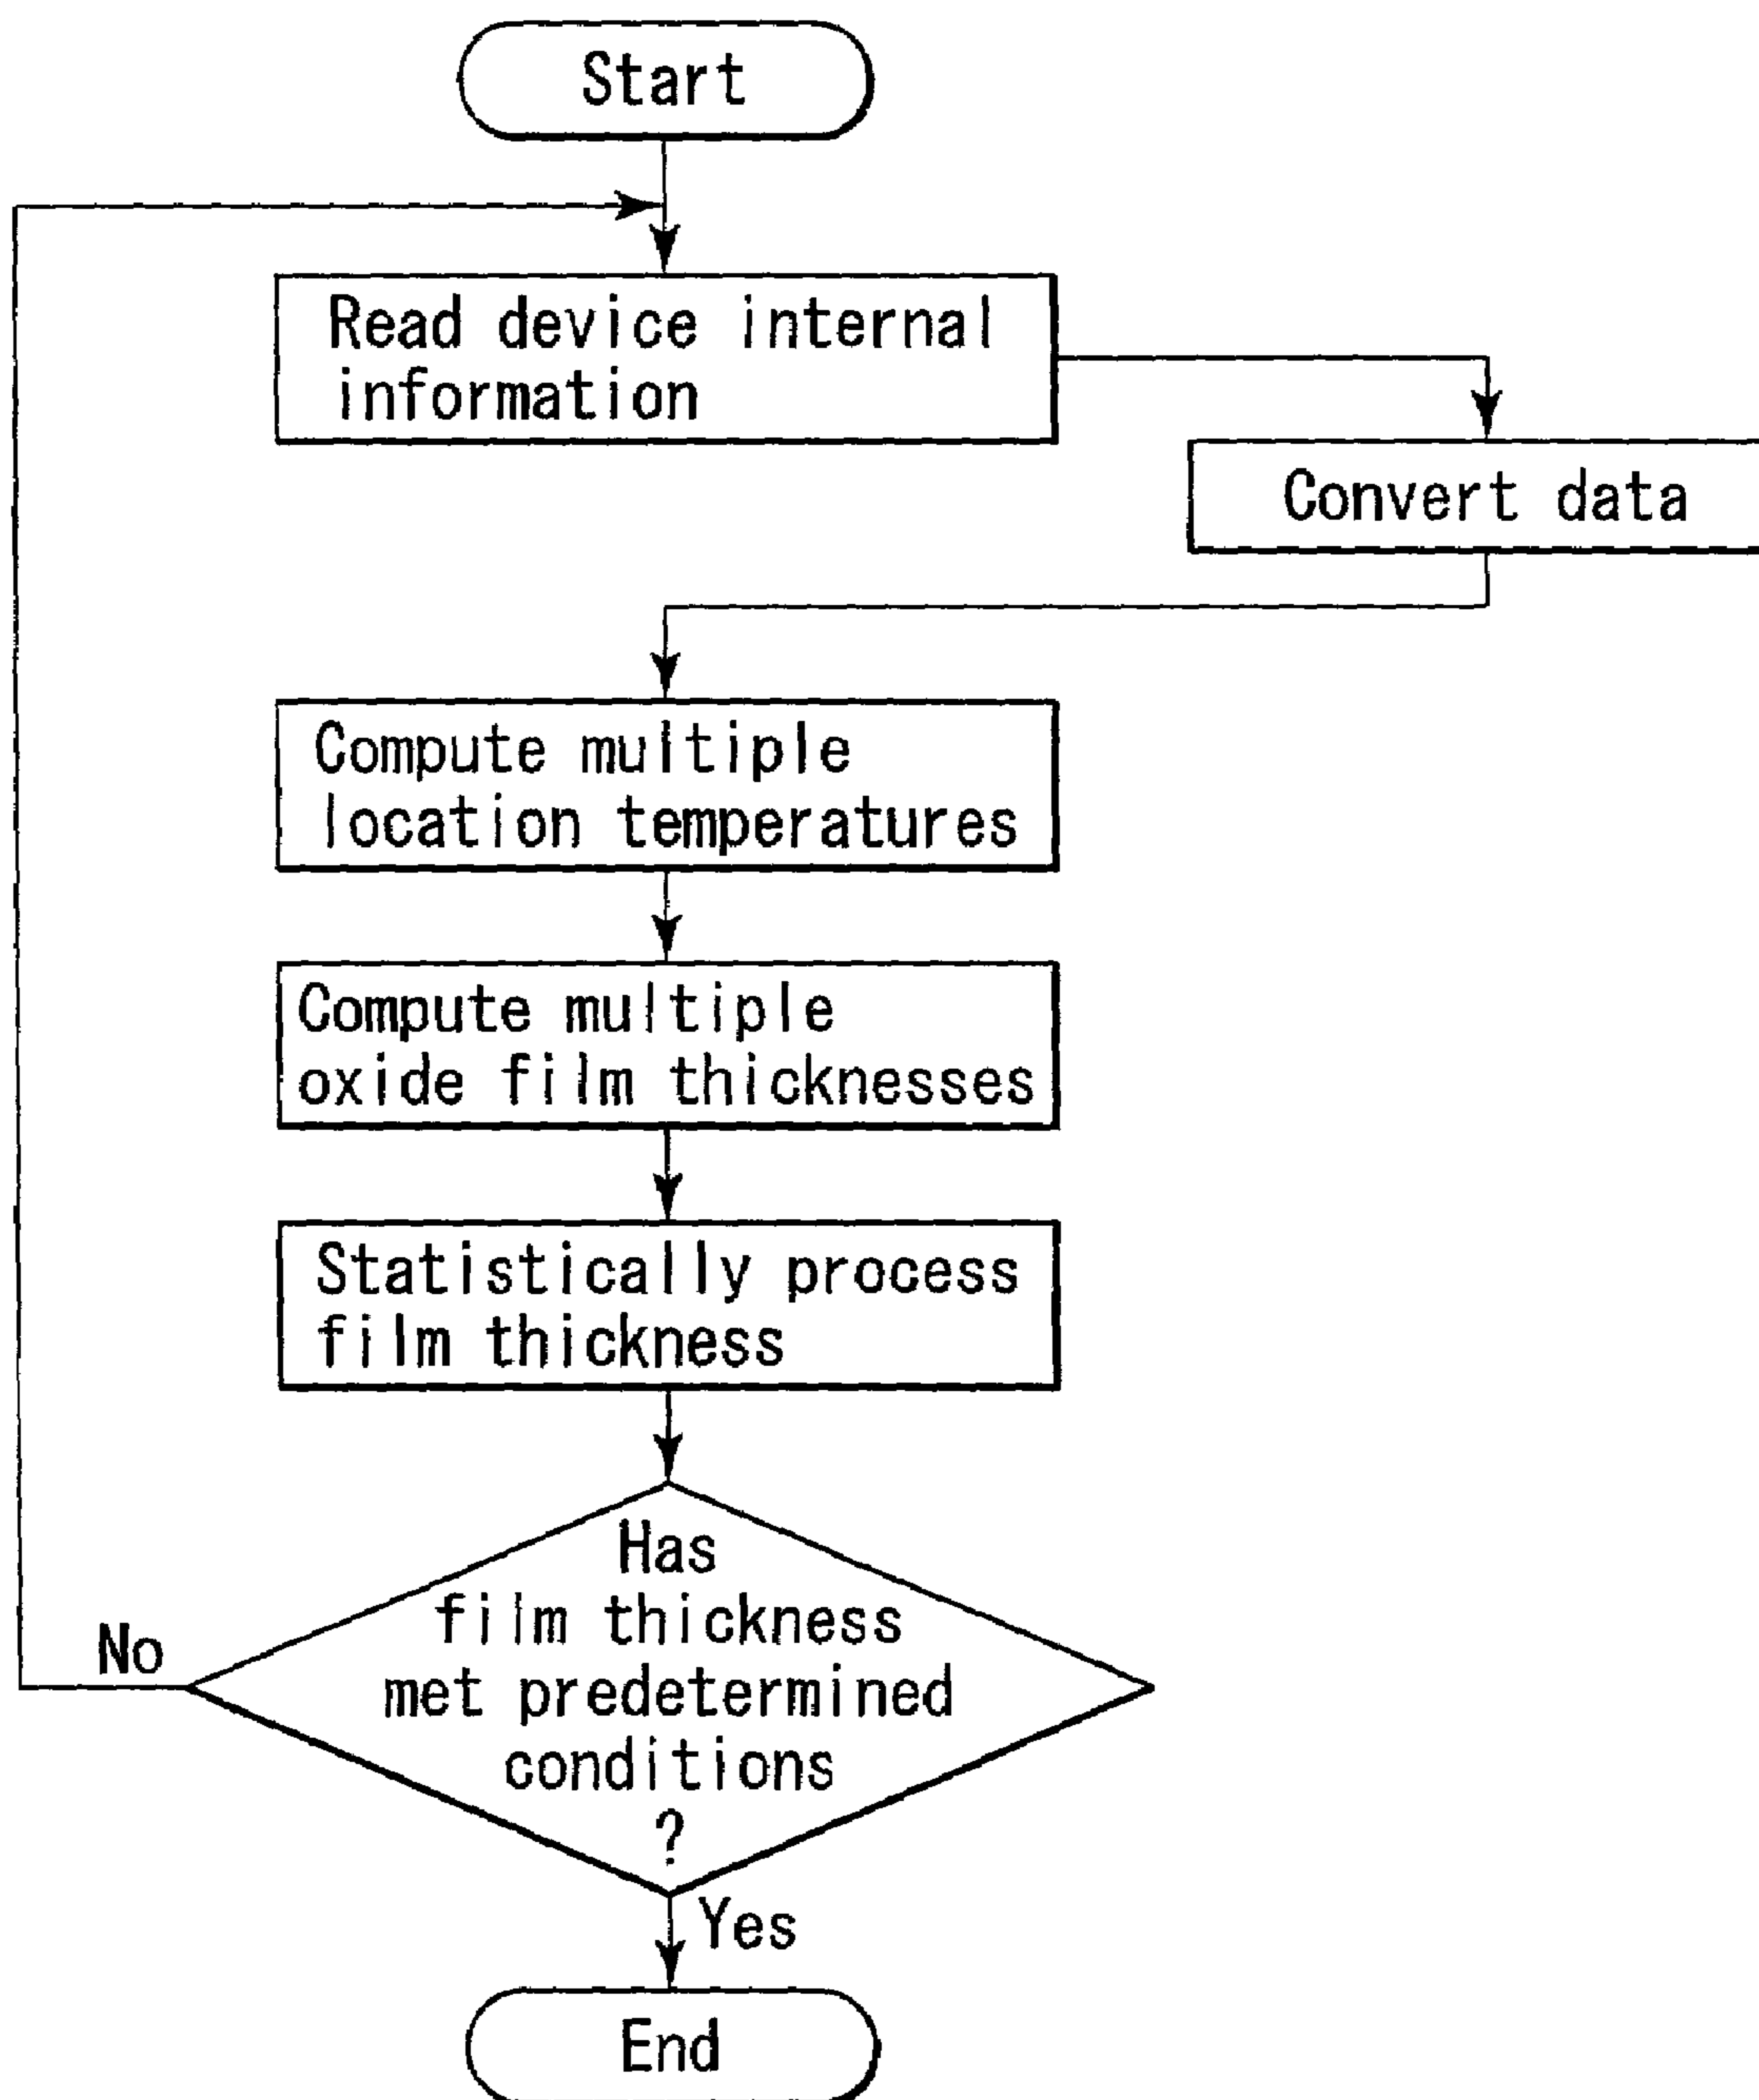 Start
Read device internal
information
Convert data
Compute multiple
location temperatures
Compute multiple
oxide film thicknesses
Statistically process
film thickness
Has
film thickness
met predetermined
conditions
?
No
Yes
End